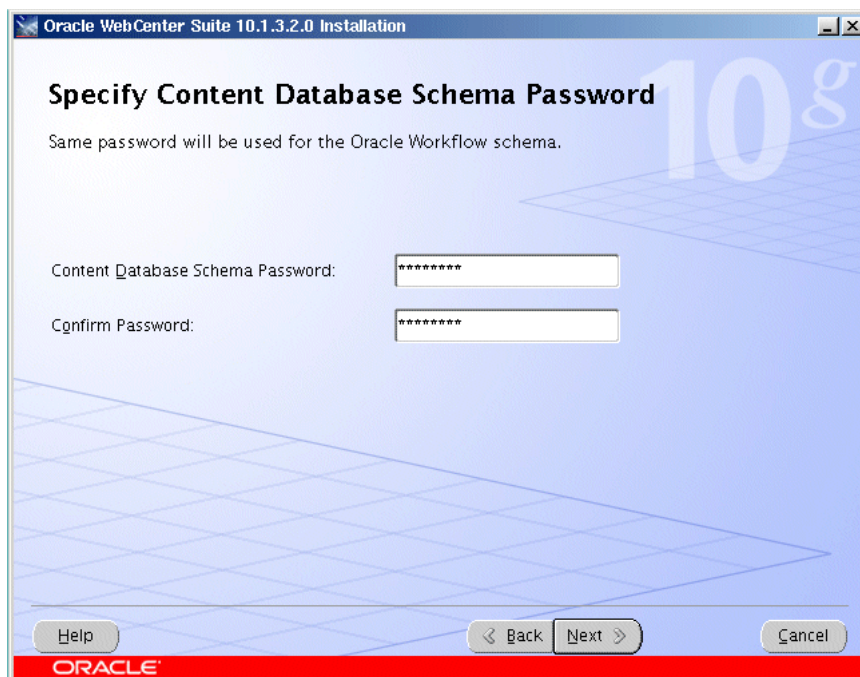 Oracle WebCenter Suite 10.1.3.2.0 Installation
10g
Specify Content Database Schema Password
Same password will be used for the Oracle Workflow schema.
Content Database Schema Password:
********
Confirm Password:
********
Help
Back
Next
Cancel
ORACLE